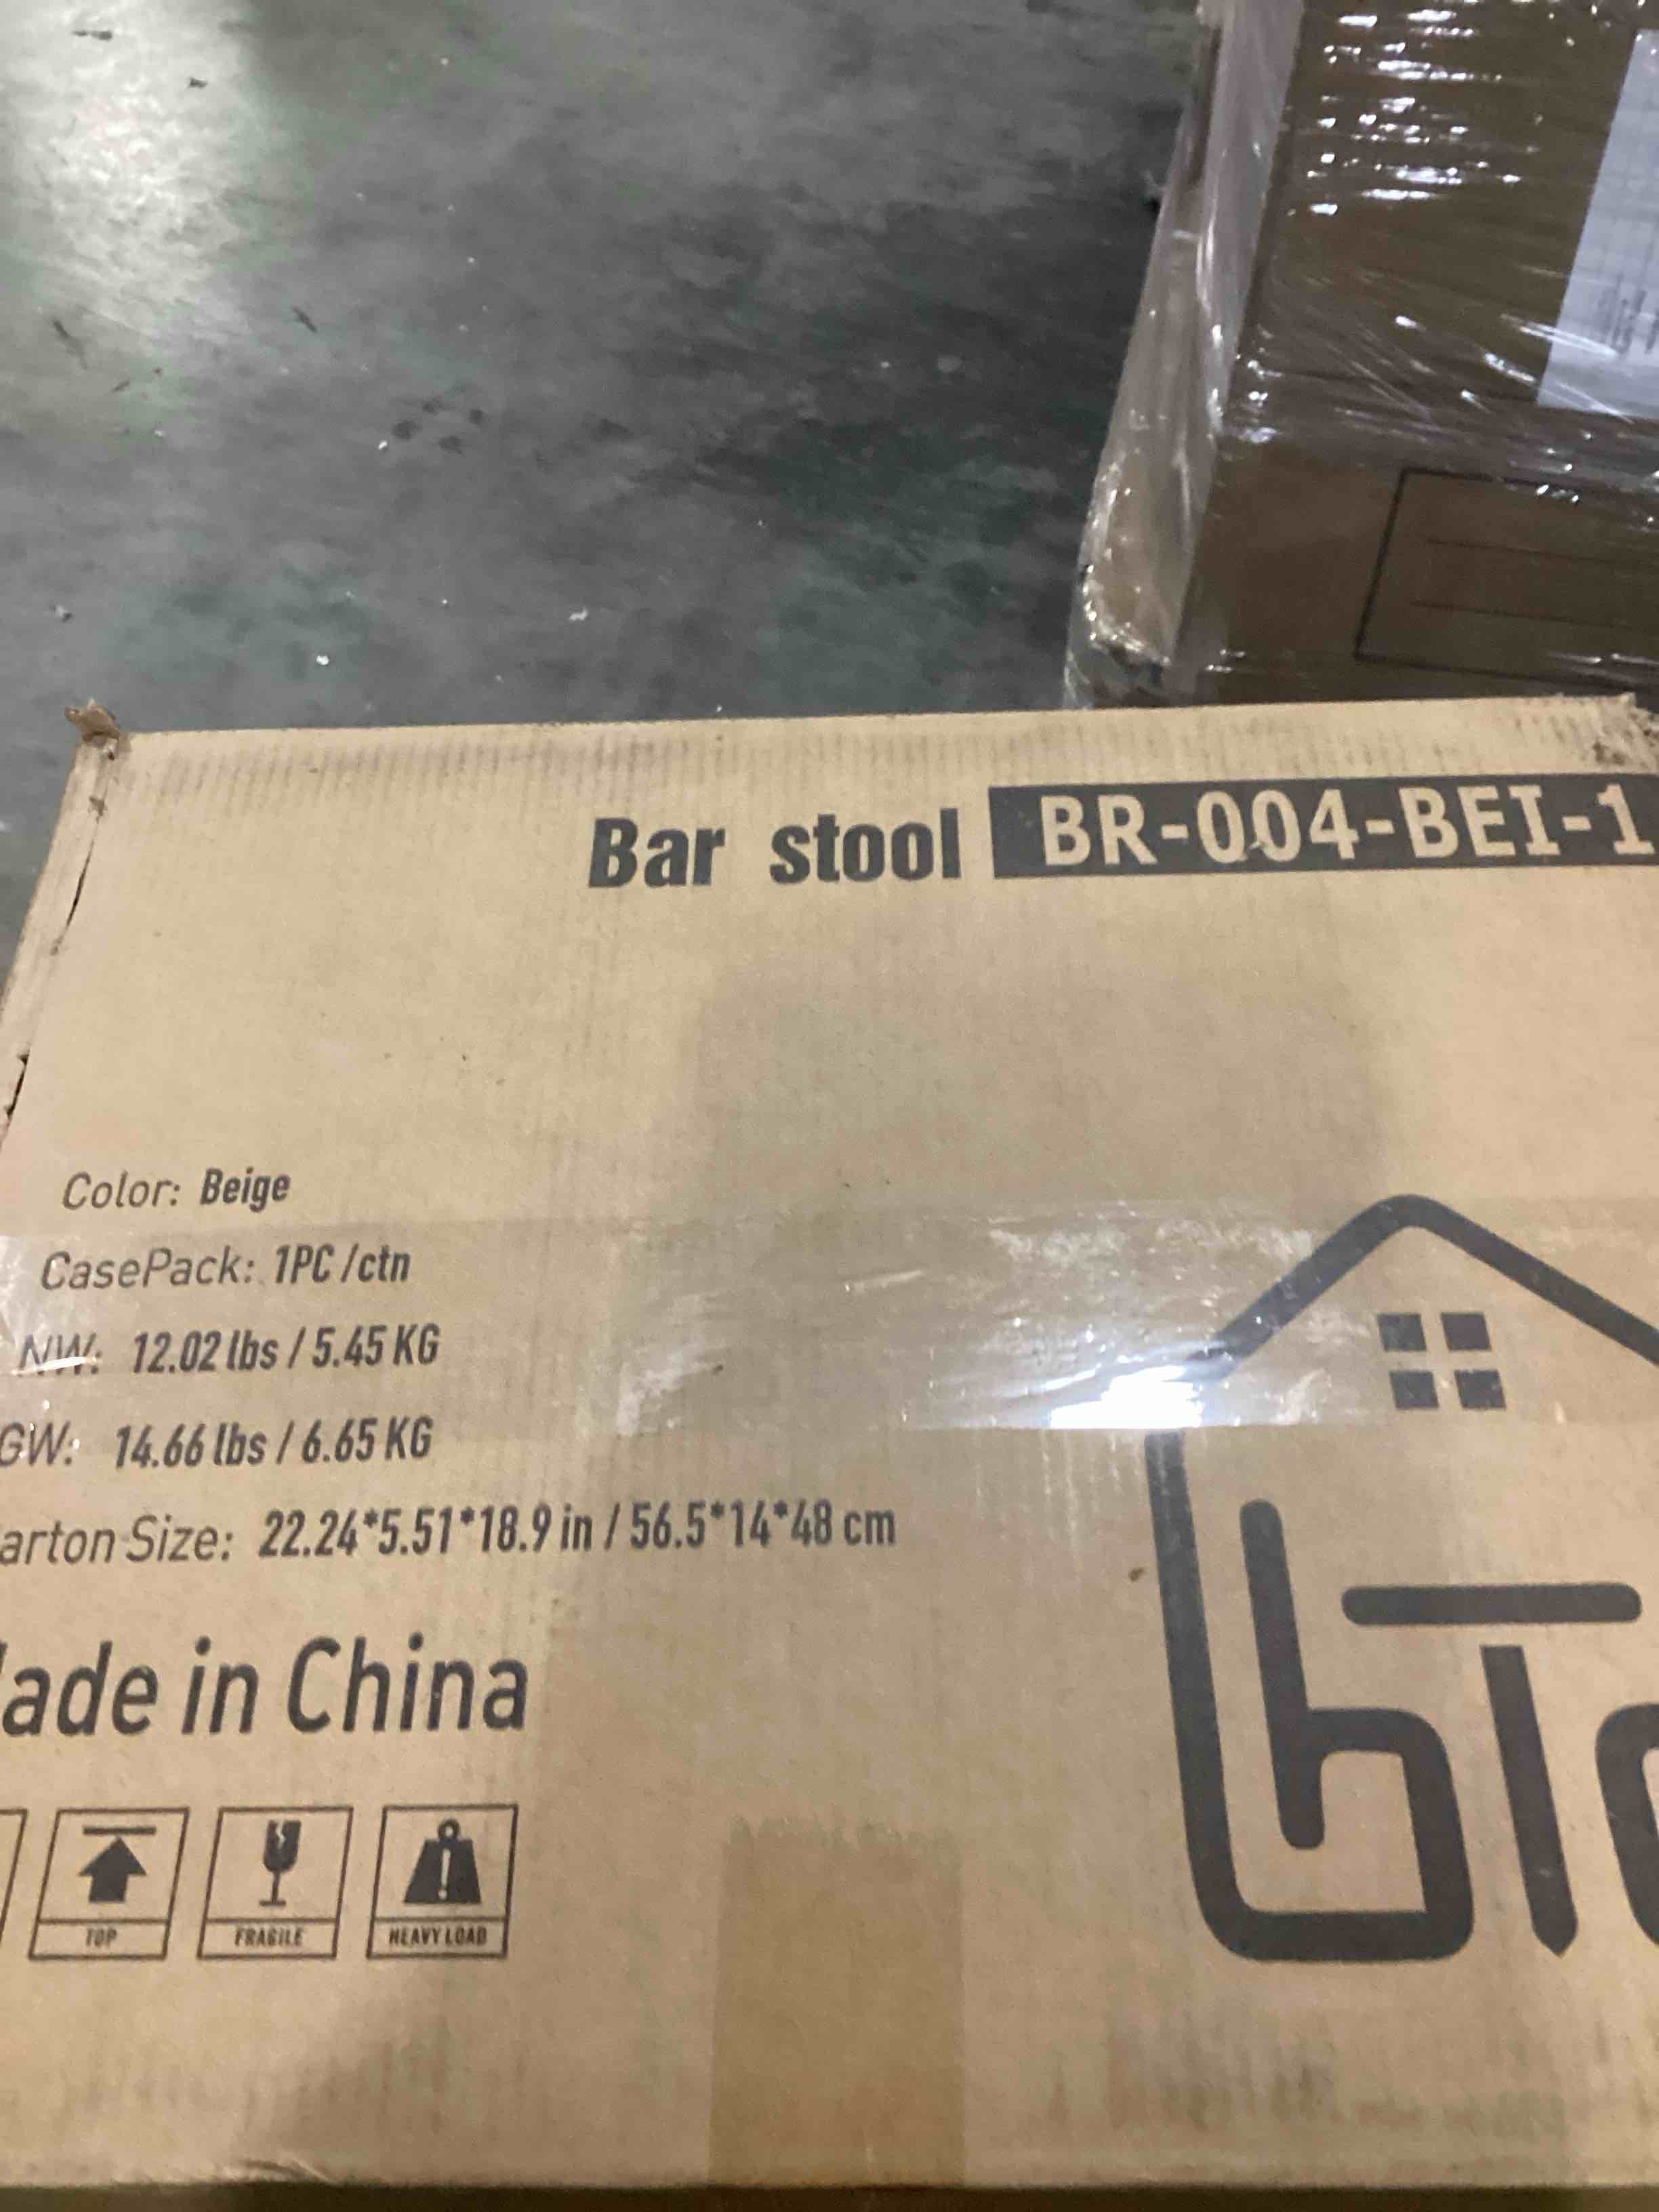 Bar stool BR-004-BEI-1
Color: Beige
CasePack: 1PC/ctn
NW: 12.02 lbs / 5.45 KG
GW: 14.66 lbs / 6.65 KG
arton Size: 22.24*5.51*18.9 in / 56.5*14*48 cm
ade in China
TOP
FRAGILE
HEAVY LOAD